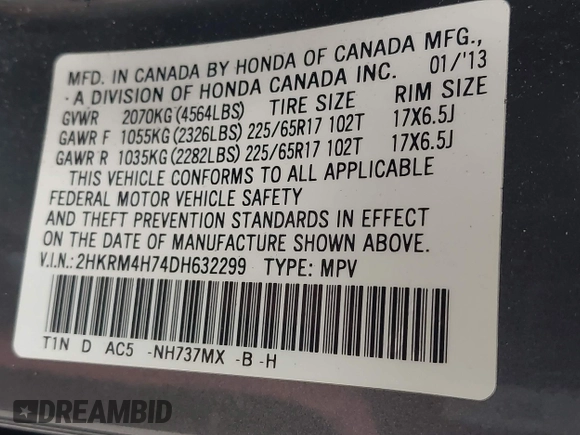 MFD. IN CANADA BY HONDA OF CANADA MFG.,
A DIVISION OF HONDA CANADA INC. 01/'13
GVWR 2070KG(4564LBS) TIRE SIZE RIM SIZE
GAWR F 1055KG(2326LBS) 225/65R17 102T 17X6.5J
GAWR R 1035KG(2282LBS) 225/65R17 102T 17X6.5J
THIS VEHICLE CONFORMS TO ALL APPLICABLE
FEDERAL MOTOR VEHICLE SAFETY
AND THEFT PREVENTION STANDARDS IN EFFECT
ON THE DATE OF MANUFACTURE SHOWN ABOVE.
V.I.N.: 2HKRM4H74DH632299 TYPE: MPV
T1N D AC5 -NH737MX -B -H
DREAMBID